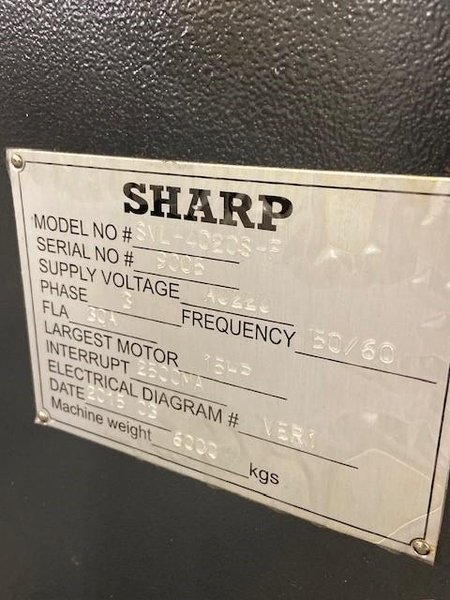 SHARP
MODEL NO # SVL-4020S-F
SERIAL NO #
SUPPLY VOLTAGE AC220
PHASE 3 FREQUENCY 50/60
FLA 30A
LARGEST MOTOR 15HP
INTERRUPT 2500MA
ELECTRICAL DIAGRAM # VER1
DATE 2015 03
Machine weight 6000 kgs